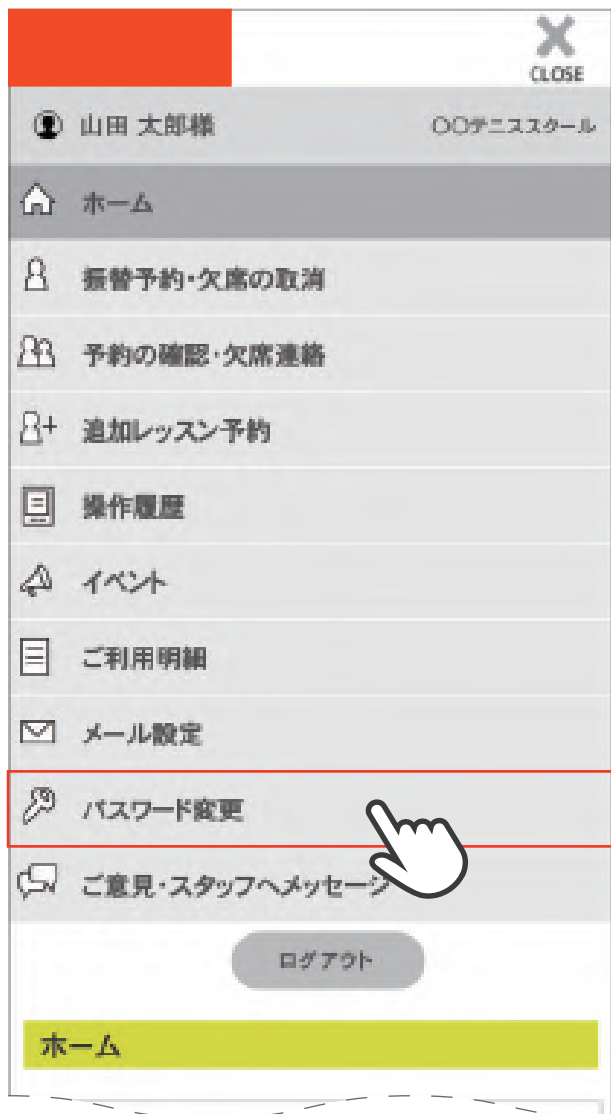 CLOSE
山田 太郎様 〇〇テニススクール
ホーム
振替予約・欠席の取消
予約の確認・欠席連絡
追加レッスン予約
操作履歴
イベント
ご利用明細
メール設定
パスワード変更
ご意見・スタッフへメッセージ
ログアウト
ホーム